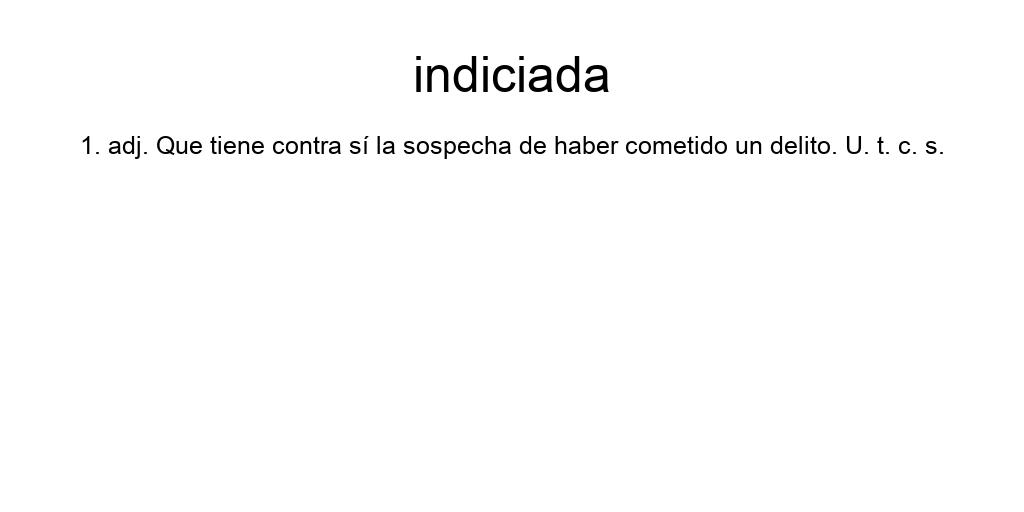 indiciada
1. adj. Que tiene contra sí la sospecha de haber cometido un delito. U. t. c. s.